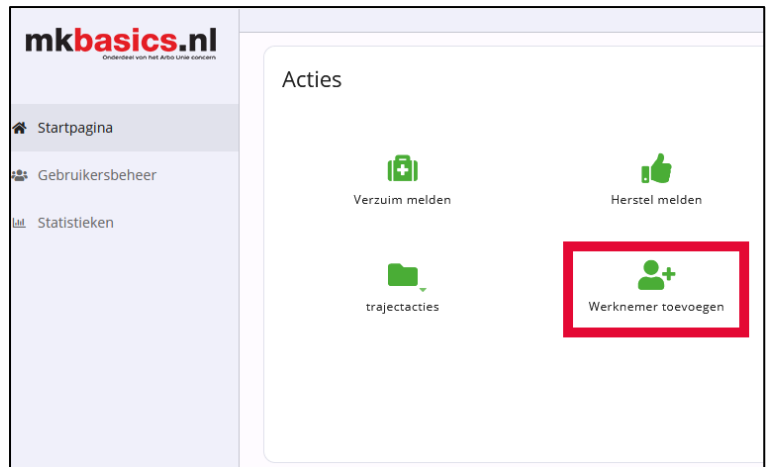 mkbasics.nl
Onderdeel van het Arbo Unie concern
Startpagina
Gebruikersbeheer
Statistieken
Acties
Verzuim melden
Herstel melden
trajectacties
Werknemer toevoegen